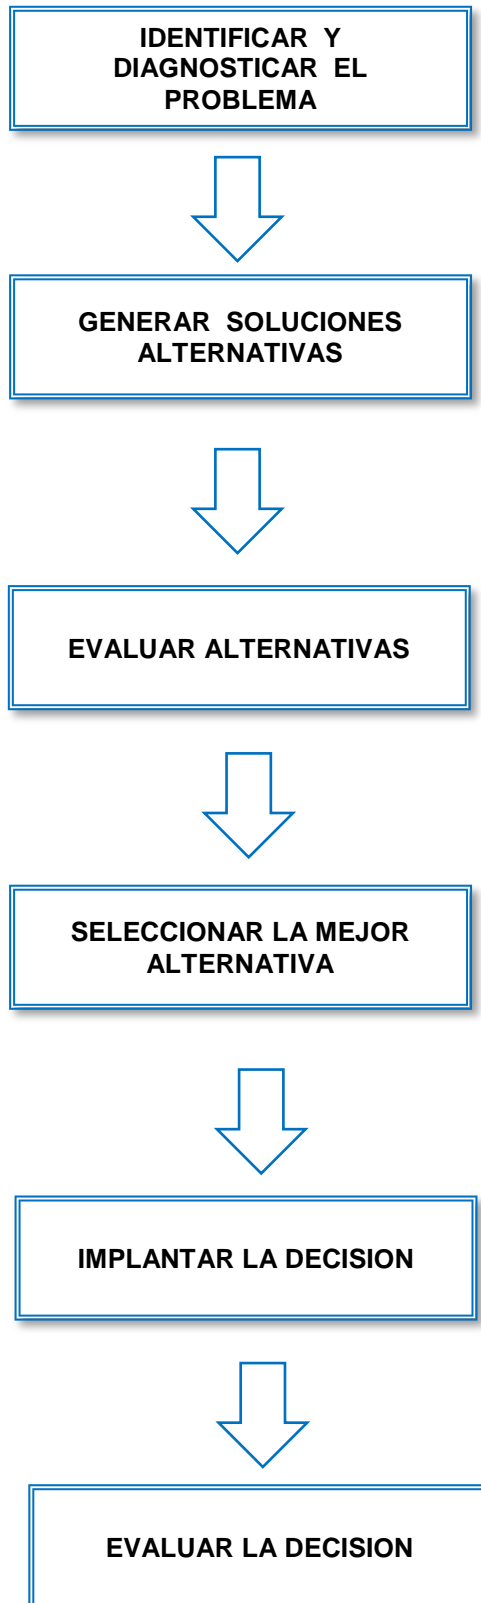 IDENTIFICAR Y
DIAGNOSTICAR EL
PROBLEMA
GENERAR SOLUCIONES
ALTERNATIVAS
EVALUAR ALTERNATIVAS
SELECCIONAR LA MEJOR
ALTERNATIVA
IMPLANTAR LA DECISION
EVALUAR LA DECISION